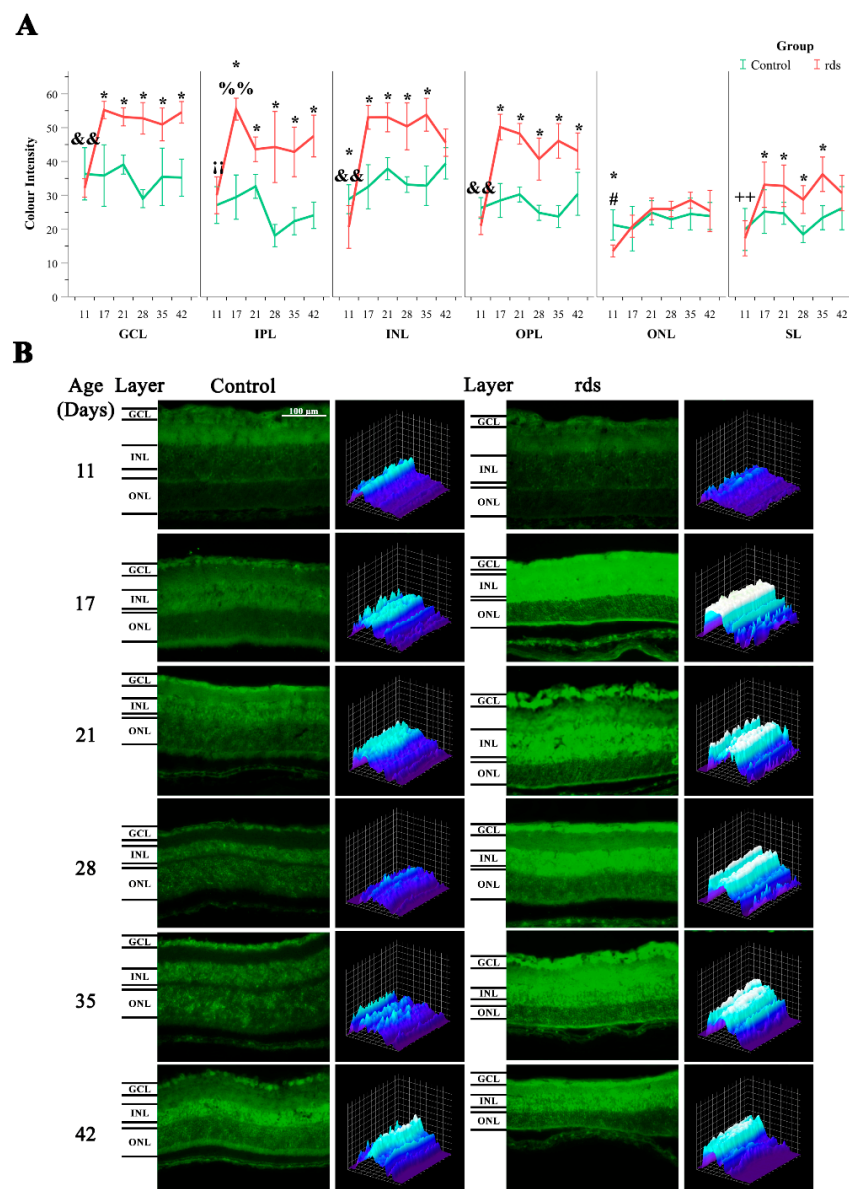 A
Group
Control rds
Colour Intensity
60
50
40
30
20
10
0
&& * * * * *
¡¡ * %% * * * *
* && * * * *
&& * * * * *
* #
++ * * * *
11 17 21 28 35 42 11 17 21 28 35 42 11 17 21 28 35 42 11 17 21 28 35 42 11 17 21 28 35 42 11 17 21 28 35 42
GCL IPL INL OPL ONL SL
B
Age (Days) Layer Control Layer rds
100 µm
11
GCL
INL
ONL
GCL
INL
ONL
17
GCL
INL
ONL
GCL
INL
ONL
21
GCL
INL
ONL
GCL
INL
ONL
28
GCL
INL
ONL
GCL
INL
ONL
35
GCL
INL
ONL
GCL
INL
ONL
42
GCL
INL
ONL
GCL
INL
ONL